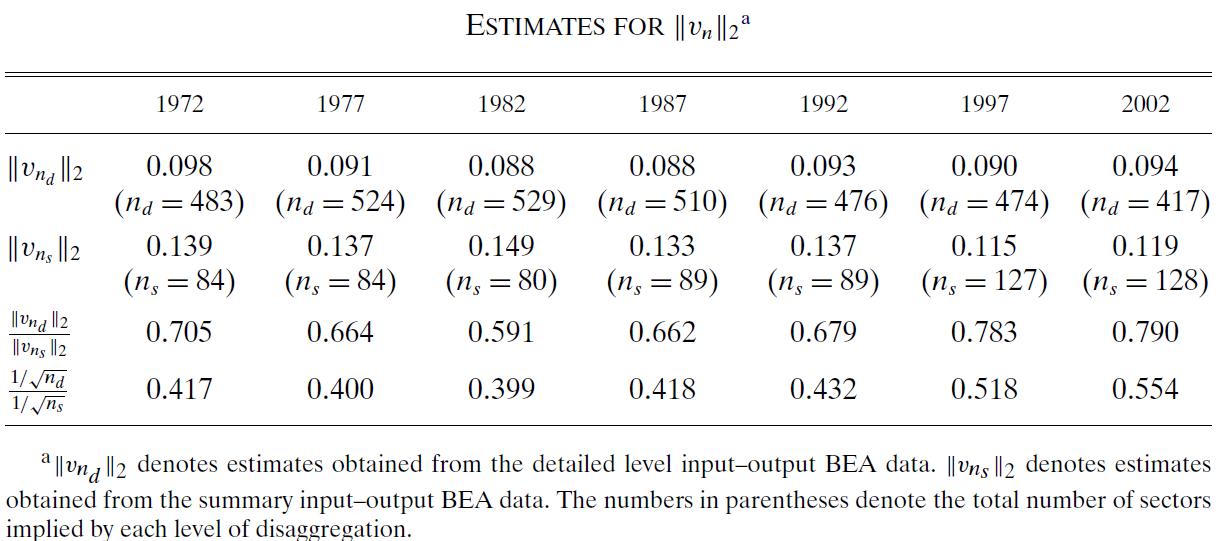 ESTIMATES FOR ‖v_n‖_2^a
1972 1977 1982 1987 1992 1997 2002
‖v_{n_d}‖_2 0.098 0.091 0.088 0.088 0.093 0.090 0.094
(n_d = 483) (n_d = 524) (n_d = 529) (n_d = 510) (n_d = 476) (n_d = 474) (n_d = 417)
‖v_{n_s}‖_2 0.139 0.137 0.149 0.133 0.137 0.115 0.119
(n_s = 84) (n_s = 84) (n_s = 80) (n_s = 89) (n_s = 89) (n_s = 127) (n_s = 128)
‖v_{n_d}‖_2 / ‖v_{n_s}‖_2 0.705 0.664 0.591 0.662 0.679 0.783 0.790
(1/√n_d) / (1/√n_s) 0.417 0.400 0.399 0.418 0.432 0.518 0.554
^a ‖v_{n_d}‖_2 denotes estimates obtained from the detailed level input–output BEA data. ‖v_{n_s}‖_2 denotes estimates
obtained from the summary input–output BEA data. The numbers in parentheses denote the total number of sectors
implied by each level of disaggregation.